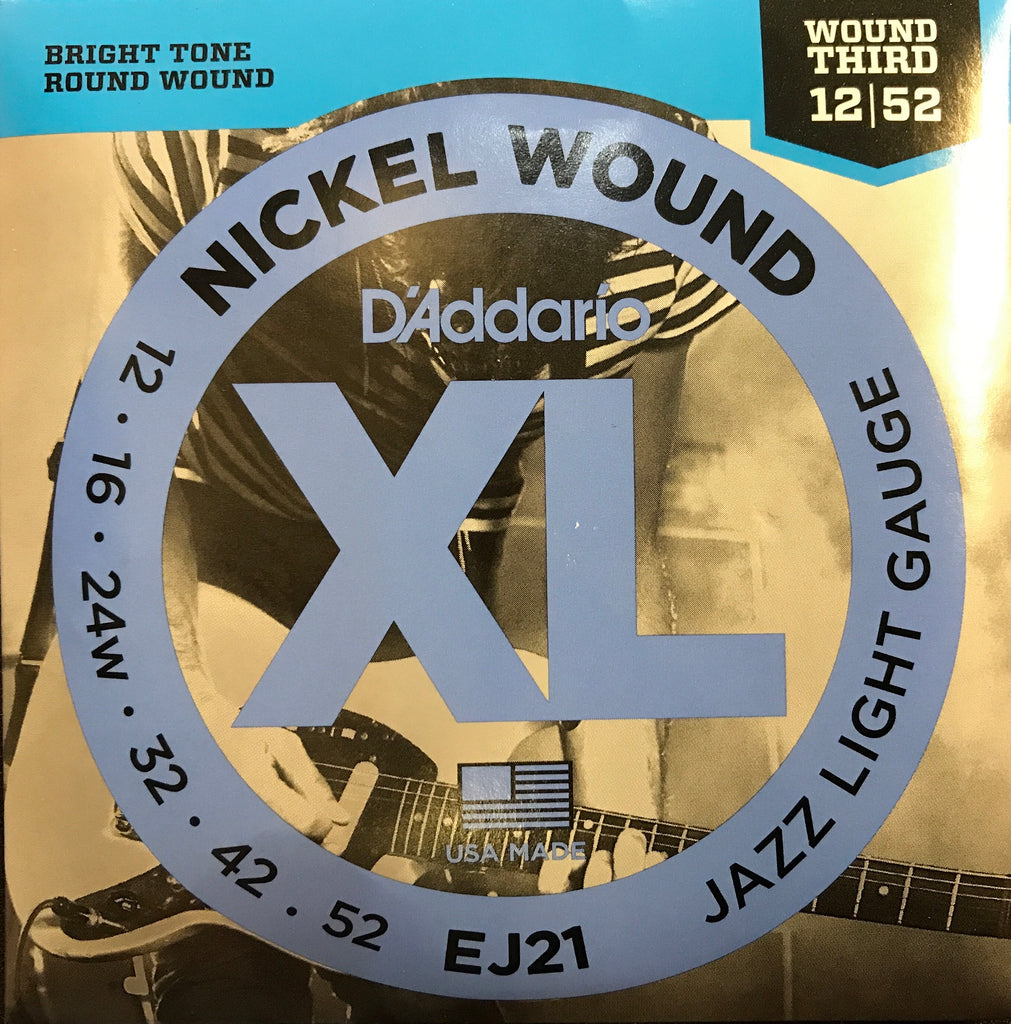 BRIGHT TONE
ROUND WOUND
WOUND
THIRD
12|52
NICKEL WOUND
D'Addario
XL
12 · 16 · 24w · 32 · 42 · 52
EJ21
JAZZ LIGHT GAUGE
USA MADE